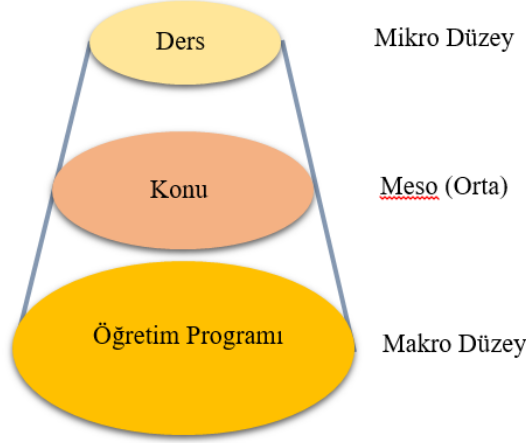 Ders
Mikro Düzey
Konu
Meso (Orta)
Öğretim Programı
Makro Düzey